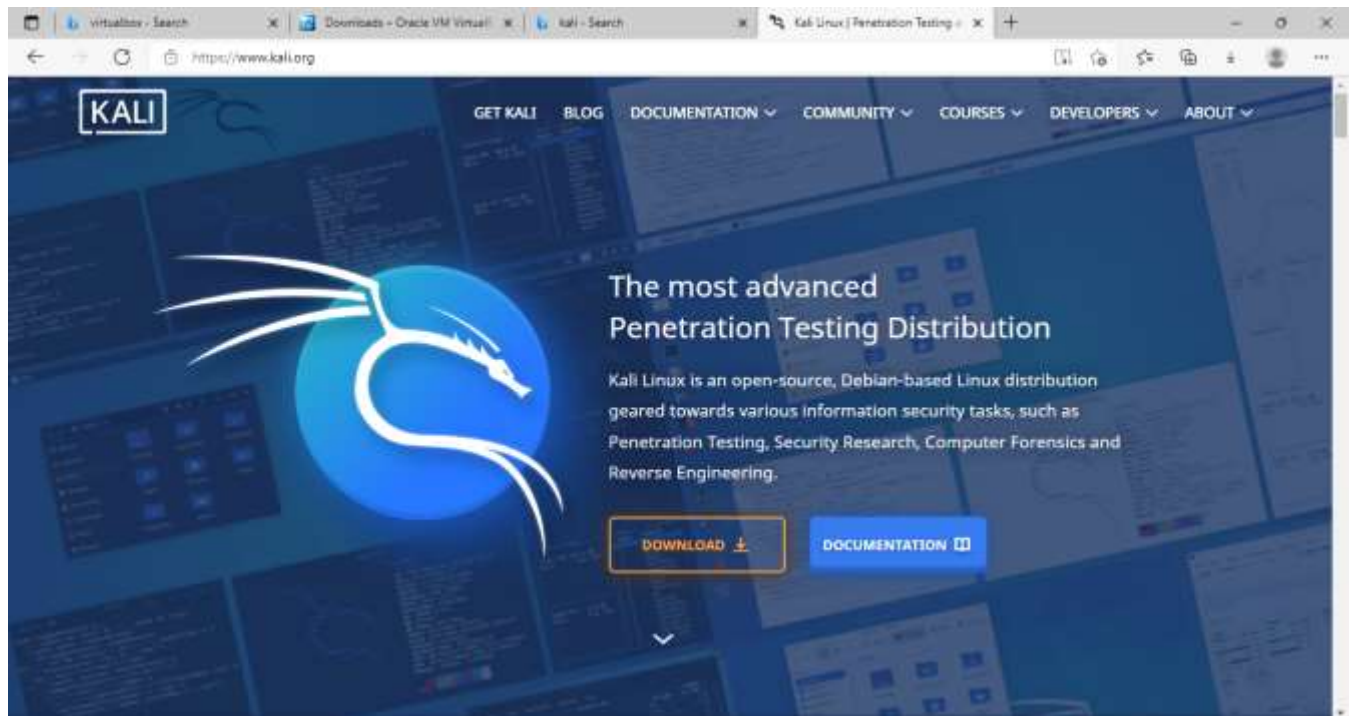 virtualbox - Search
Downloads – Oracle VM Virtual
kali - Search
Kali Linux | Penetration Testing
https://www.kali.org
KALI
GET KALI BLOG DOCUMENTATION COMMUNITY COURSES DEVELOPERS ABOUT
The most advanced
Penetration Testing Distribution
Kali Linux is an open-source, Debian-based Linux distribution
geared towards various information security tasks, such as
Penetration Testing, Security Research, Computer Forensics and
Reverse Engineering.
DOWNLOAD
DOCUMENTATION